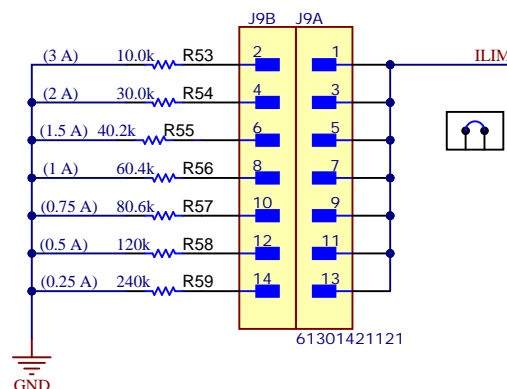 J9B J9A
(3 A) 10.0k R53 2 1 ILIM
(2 A) 30.0k R54 4 3
(1.5 A) 40.2k R55 6 5
(1 A) 60.4k R56 8 7
(0.75 A) 80.6k R57 10 9
(0.5 A) 120k R58 12 11
(0.25 A) 240k R59 14 13
61301421121
GND